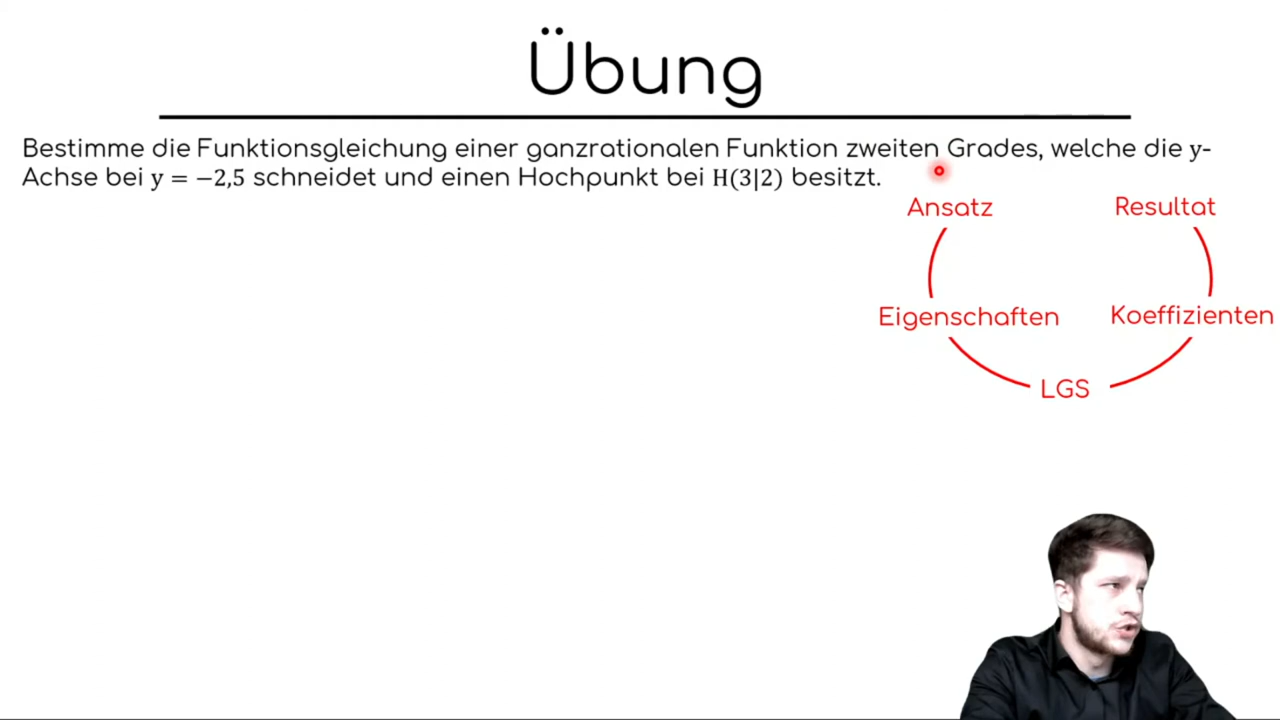 Übung
Bestimme die Funktionsgleichung einer ganzrationalen Funktion zweiten Grades, welche die y-
Achse bei y = −2,5 schneidet und einen Hochpunkt bei H(3|2) besitzt.
Ansatz
Resultat
Eigenschaften
Koeffizienten
LGS